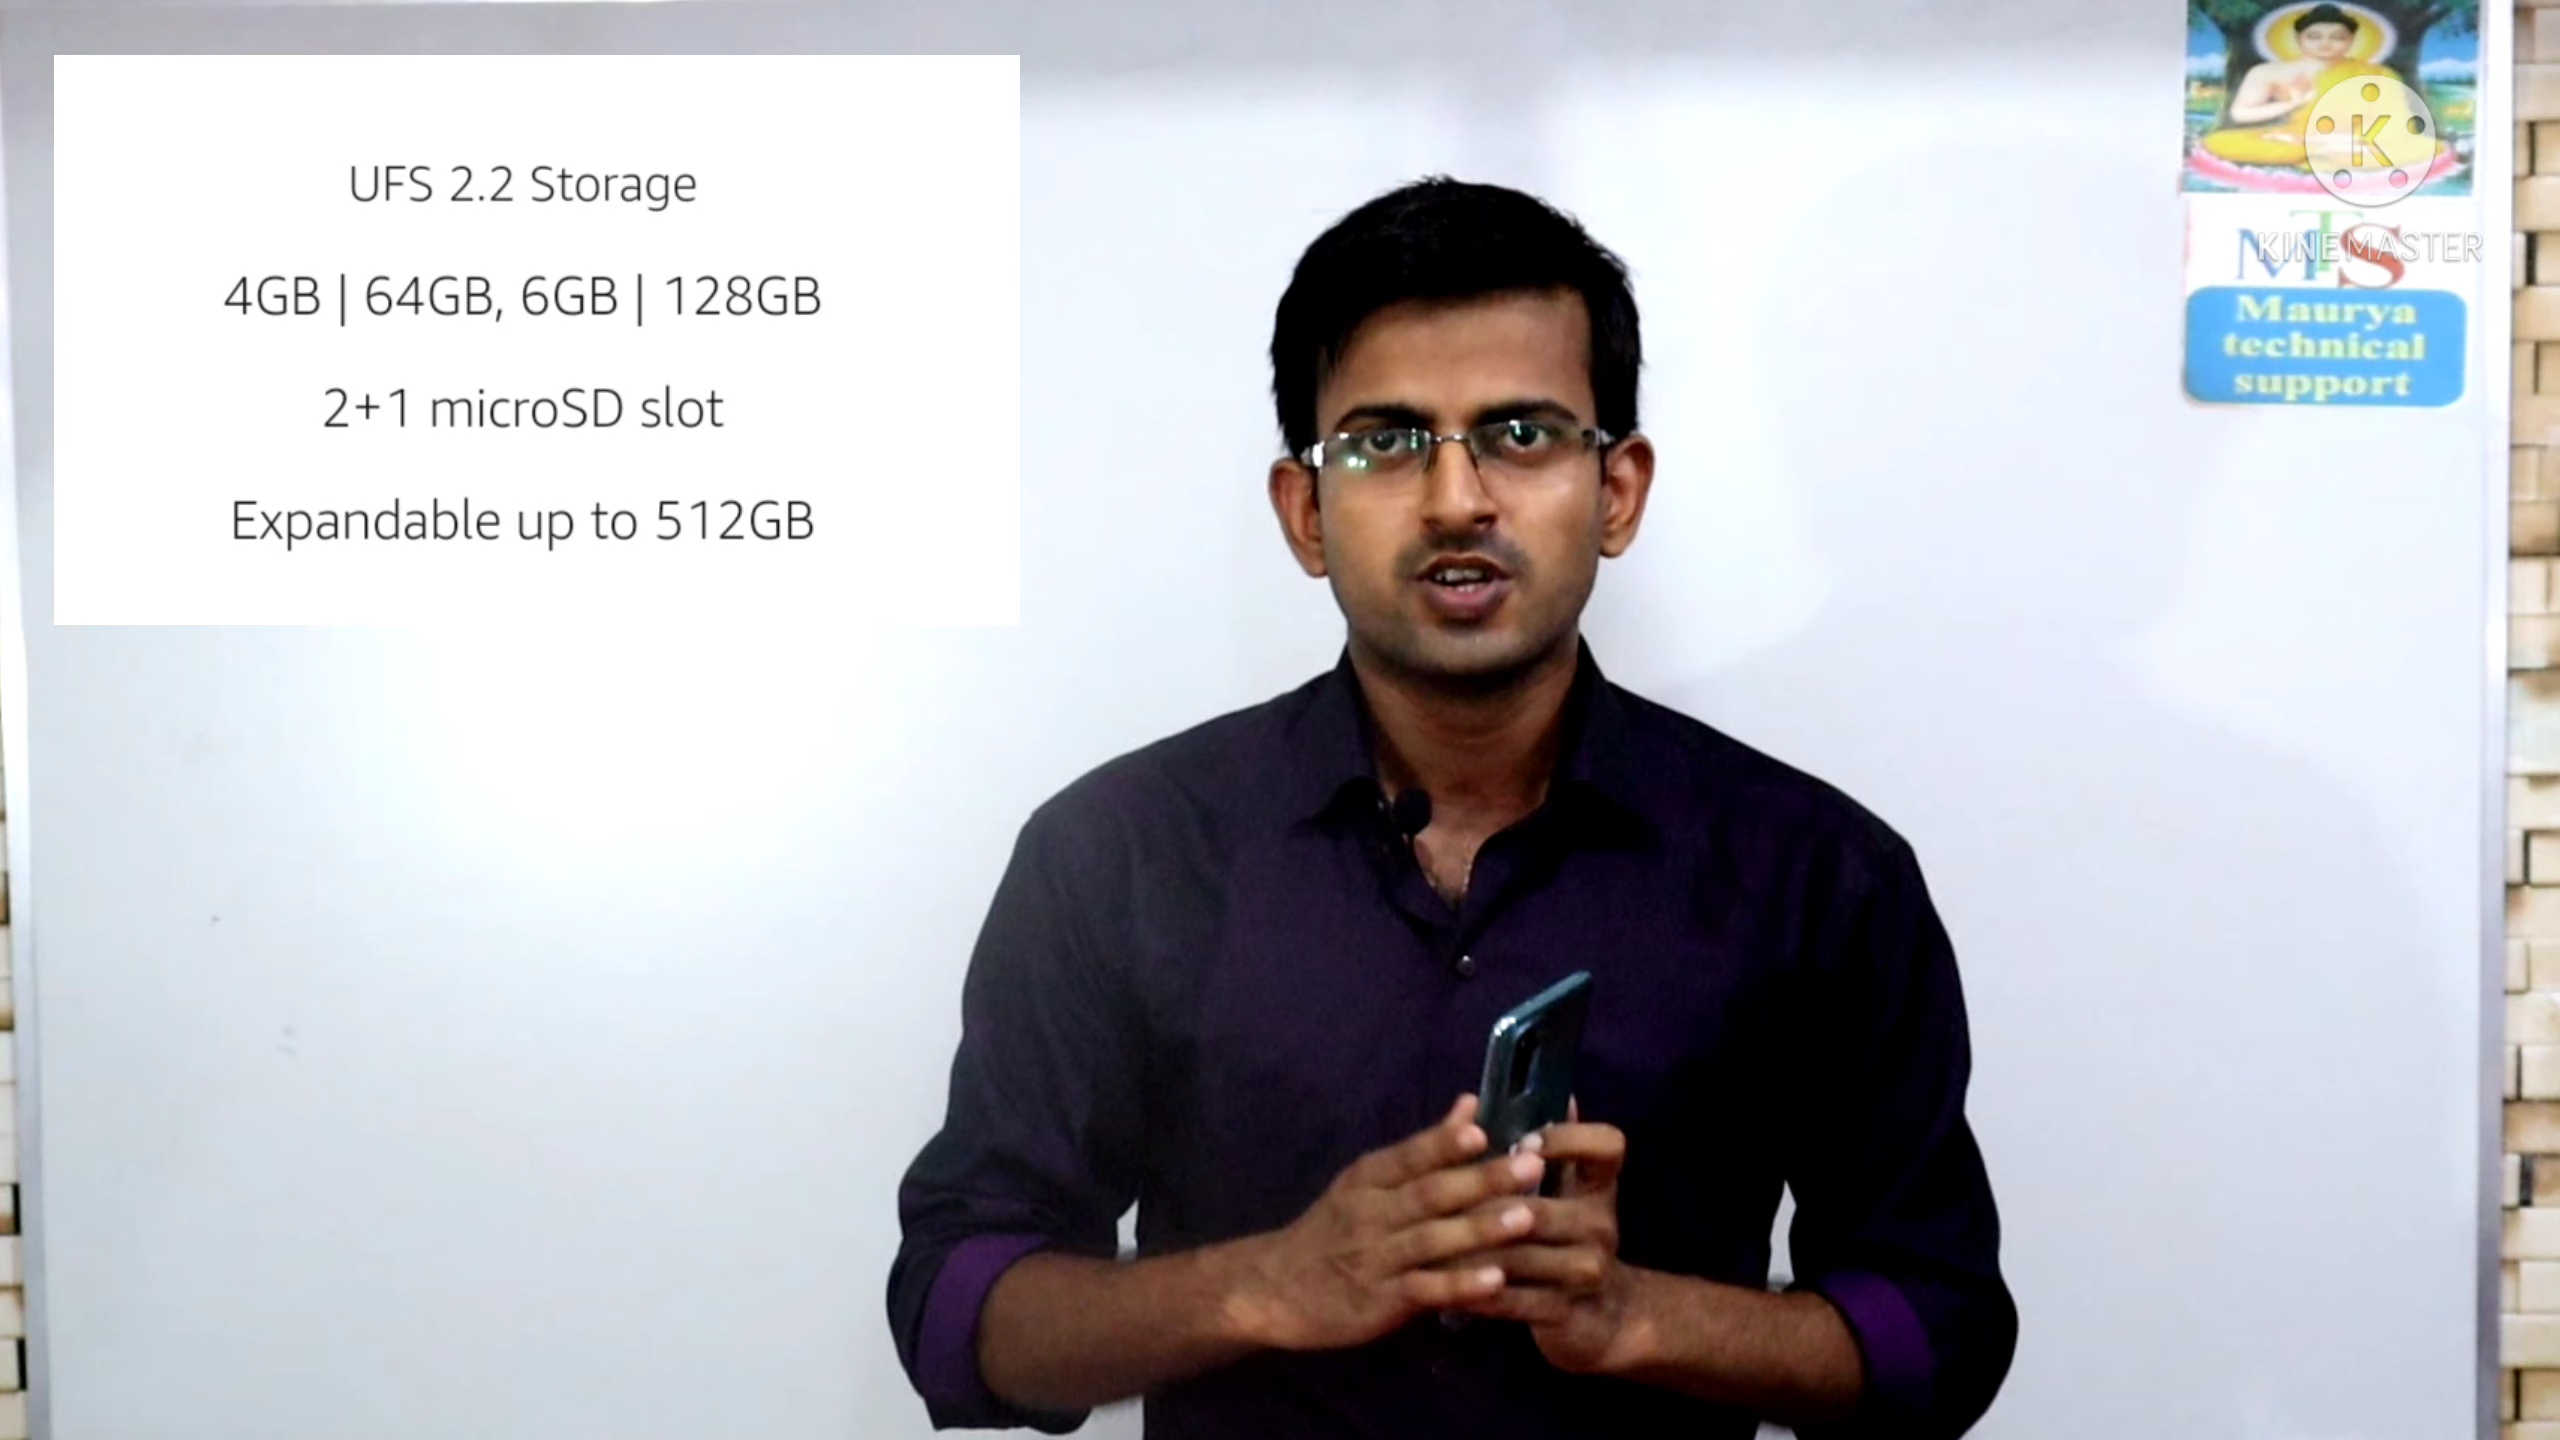 UFS 2.2 Storage
4GB | 64GB, 6GB | 128GB
2+1 microSD slot
Expandable up to 512GB
K
KINEMASTER
MTS
Maurya
technical
support